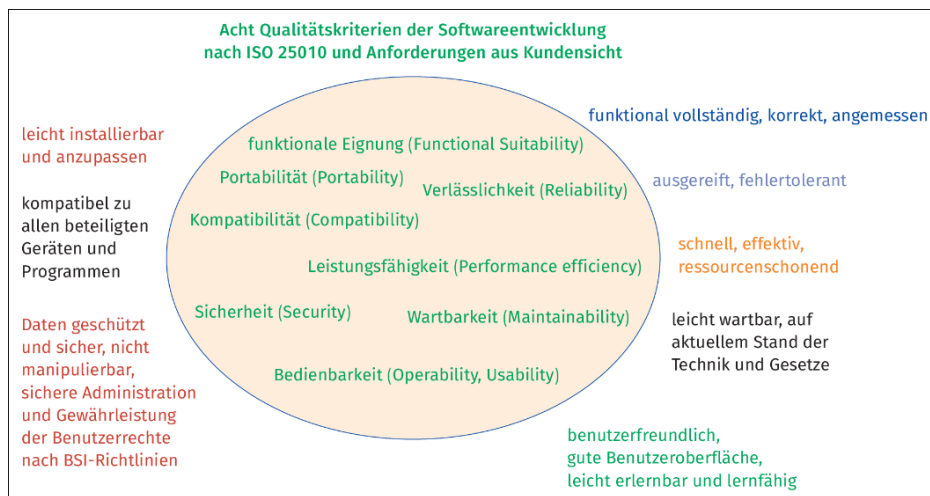 Acht Qualitätskriterien der Softwareentwicklung
nach ISO 25010 und Anforderungen aus Kundensicht
funktional vollständig, korrekt, angemessen
leicht installierbar
und anzupassen
funktionale Eignung (Functional Suitability)
Portabilität (Portability)
Verlässlichkeit (Reliability)
ausgereift, fehlertolerant
kompatibel zu
allen beteiligten
Geräten und
Programmen
Kompatibilität (Compatibility)
Leistungsfähigkeit (Performance efficiency)
schnell, effektiv,
ressourcenschonend
Sicherheit (Security)
Wartbarkeit (Maintainability)
leicht wartbar, auf
aktuellem Stand der
Technik und Gesetze
Daten geschützt
und sicher, nicht
manipulierbar,
sichere Administration
und Gewährleistung
der Benutzerrechte
nach BSI-Richtlinien
Bedienbarkeit (Operability, Usability)
benutzerfreundlich,
gute Benutzeroberfläche,
leicht erlernbar und lernfähig